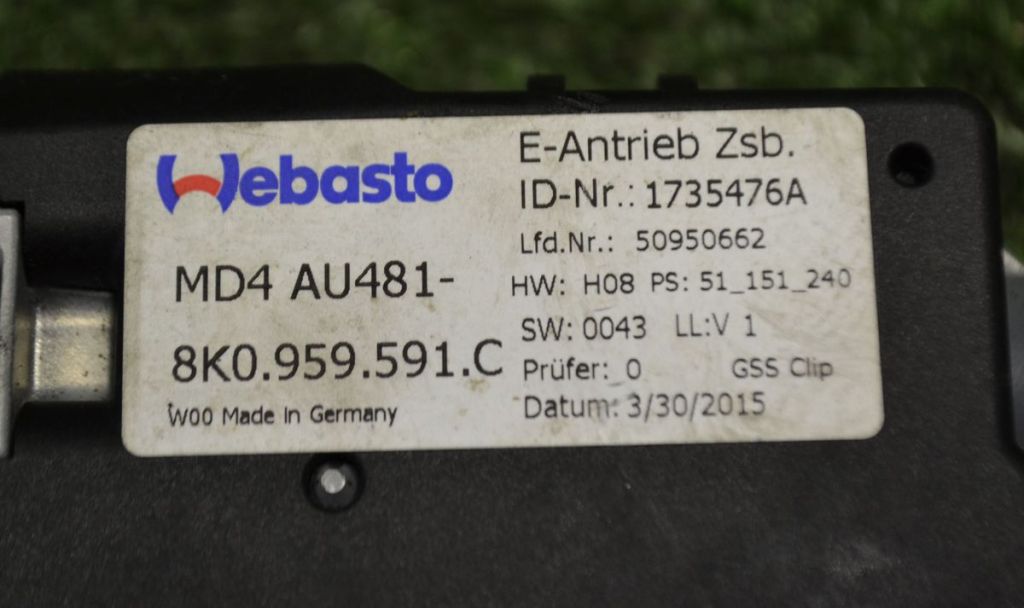 Webasto
MD4 AU481-
8K0.959.591.C
W00 Made In Germany
E-Antrieb Zsb.
ID-Nr.: 1735476A
Lfd.Nr.: 50950662
HW: H08 PS: 51_151_240
SW: 0043 LL:V 1
Prüfer: 0 GSS Clip
Datum: 3/30/2015